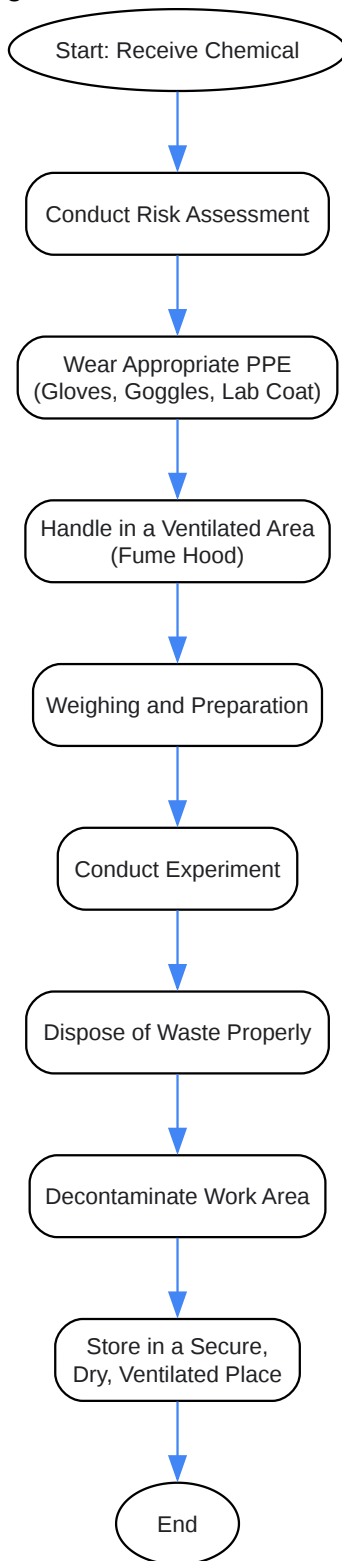 Start: Receive Chemical
Conduct Risk Assessment
Wear Appropriate PPE
(Gloves, Goggles, Lab Coat)
Handle in a Ventilated Area
(Fume Hood)
Weighing and Preparation
Conduct Experiment
Dispose of Waste Properly
Decontaminate Work Area
Store in a Secure,
Dry, Ventilated Place
End